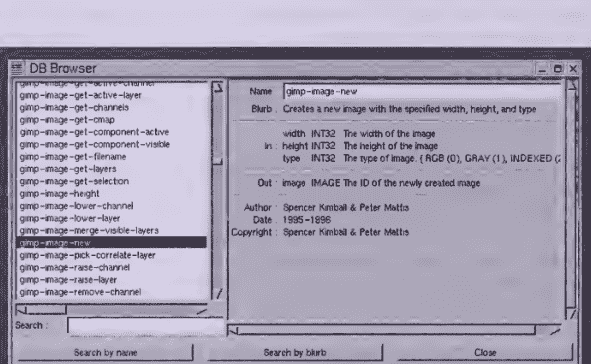 DB Browser
gimp-image-get-active-channel
gimp-image-get-active-layer
gimp-image-get-channels
gimp-image-get-cmap
gimp-image-get-component-active
gimp-image-get-component-visible
gimp-image-get-filename
gimp-image-get-layers
gimp-image-get-selection
gimp-image-height
gimp-image-lower-channel
gimp-image-lower-layer
gimp-image-merge-visible-layers
gimp-image-new
gimp-image-pick-correlate-layer
gimp-image-raise-channel
gimp-image-raise-layer
gimp-image-remove-channel
Search :
Name gimp-image-new
Blurb : Creates a new image with the specified width, height, and type
width INT32 The width of the image
In : height INT32 The height of the image
type INT32 The type of image. { RGB (0), GRAY (1), INDEXED (2
Out : image IMAGE The ID of the newly created image
Author : Spencer Kimball & Peter Mattis
Date : 1995-1996
Copyright : Spencer Kimball & Peter Mattis
Search by name
Search by blurb
Close